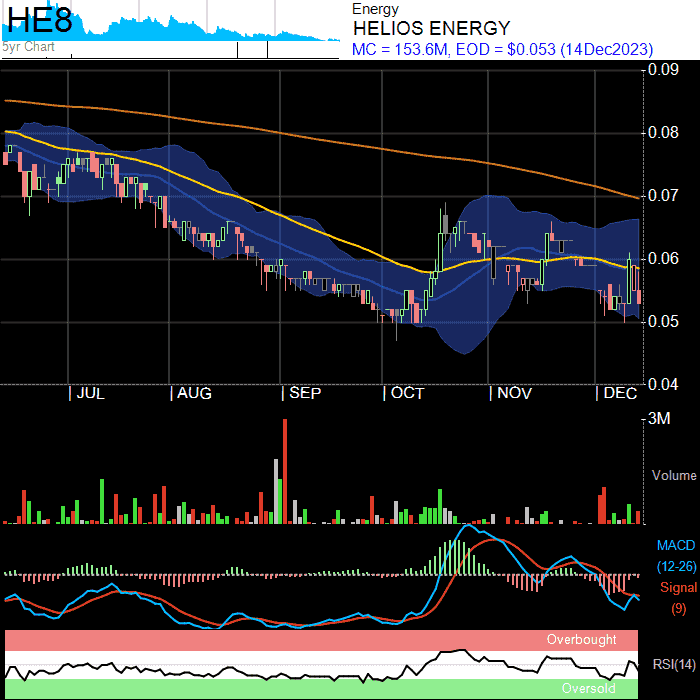 HE8
5yr Chart
Energy
HELIOS ENERGY
MC = 153.6M, EOD = $0.053 (14Dec2023)
0.09
0.08
0.07
0.06
0.05
0.04
JUL AUG SEP OCT NOV DEC
3M
Volume
MACD
(12-26)
Signal
(9)
Overbought
RSI(14)
Oversold